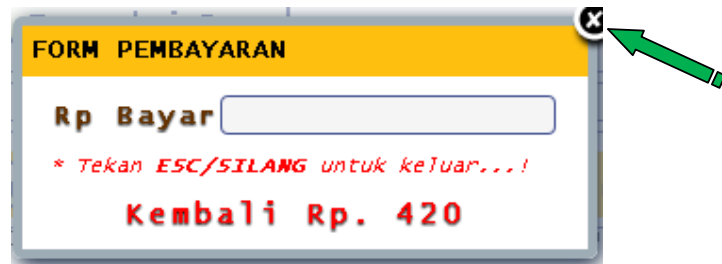 FORM PEMBAYARAN
Rp Bayar
* Tekan ESC/SILANG untuk keluar...!
Kembali Rp. 420